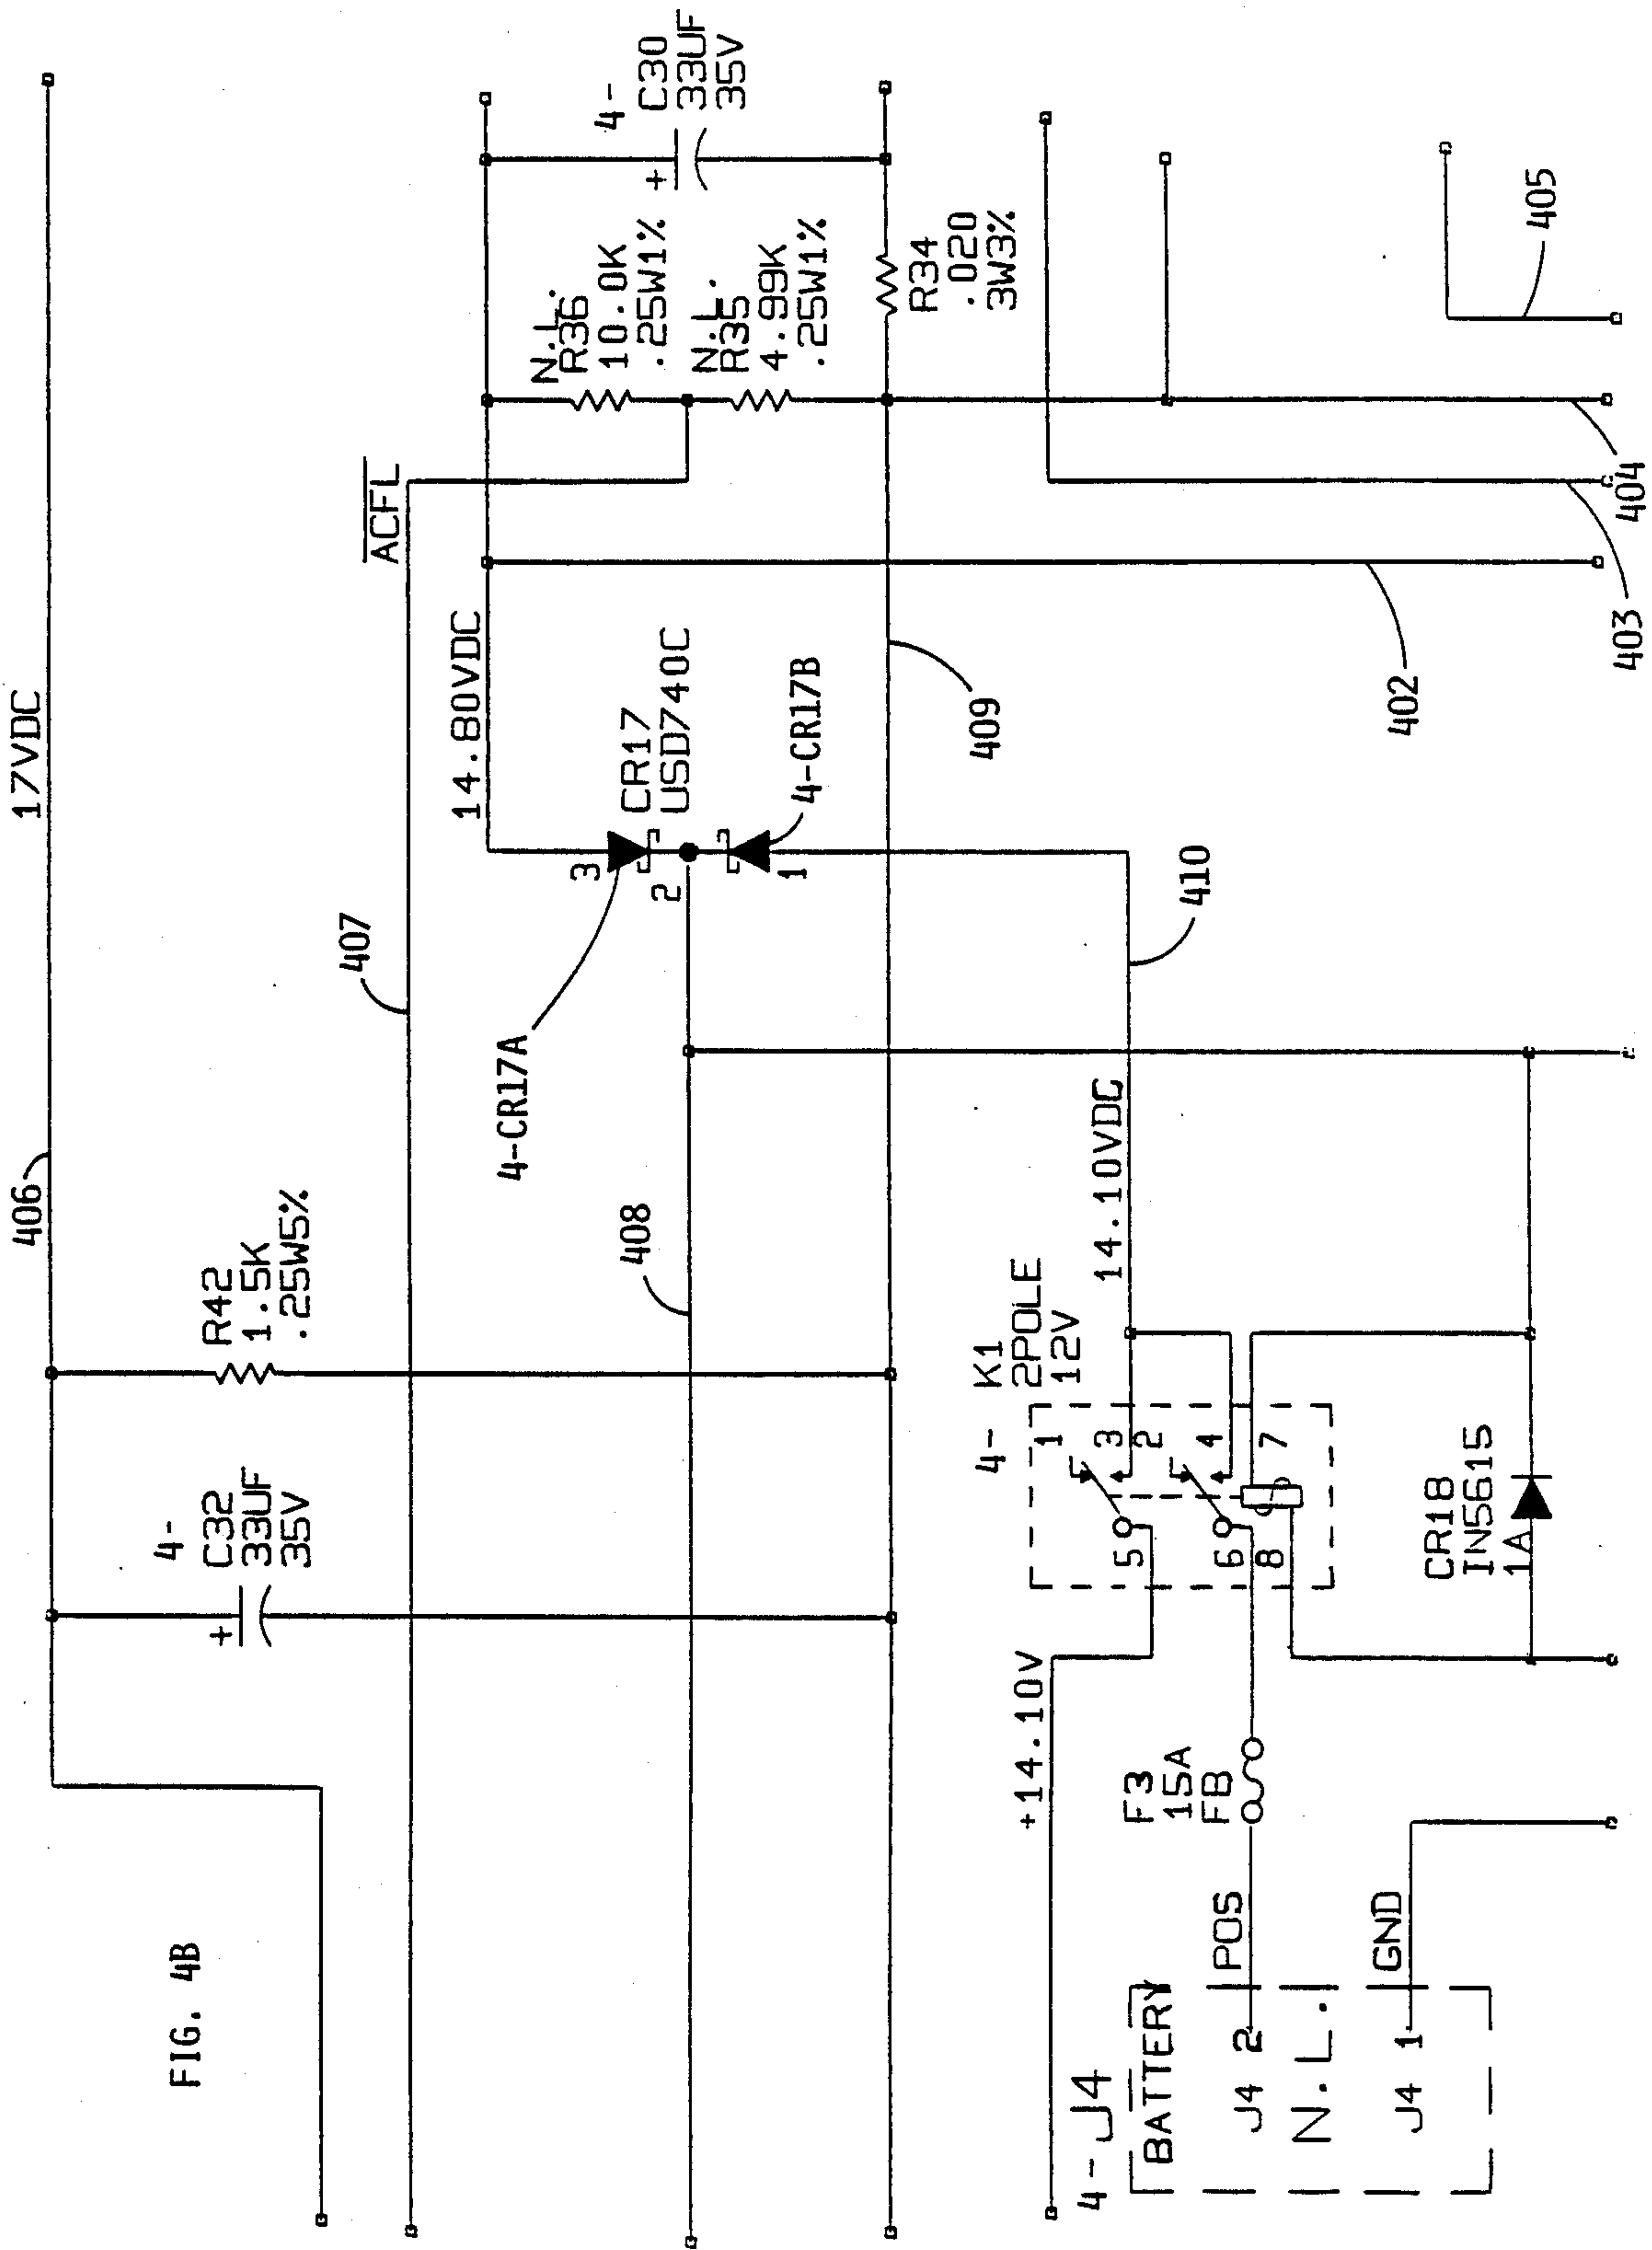 FIG. 4B
406
17VDC
4-
C32
33UF
35V
+
R42
1.5K
.25W5%
407
ACFL
408
4-CR17A
3
2
1
CR17
USD740C
4-CR17B
14.80VDC
N.L.
R36
10.0K
.25W1%
N.L.
R35
4.99K
.25W1%
4-
C30
33UF
35V
+
R34
.020
3W3%
409
402
403
404
405
410
14.10VDC
4-
K1
2POLE
12V
1
3
2
4
7
5
6
8
+14.10V
F3
15A
FB
4-J4
BATTERY
J4 2
POS
N.L.
J4 1
GND
CR18
IN5615
1A